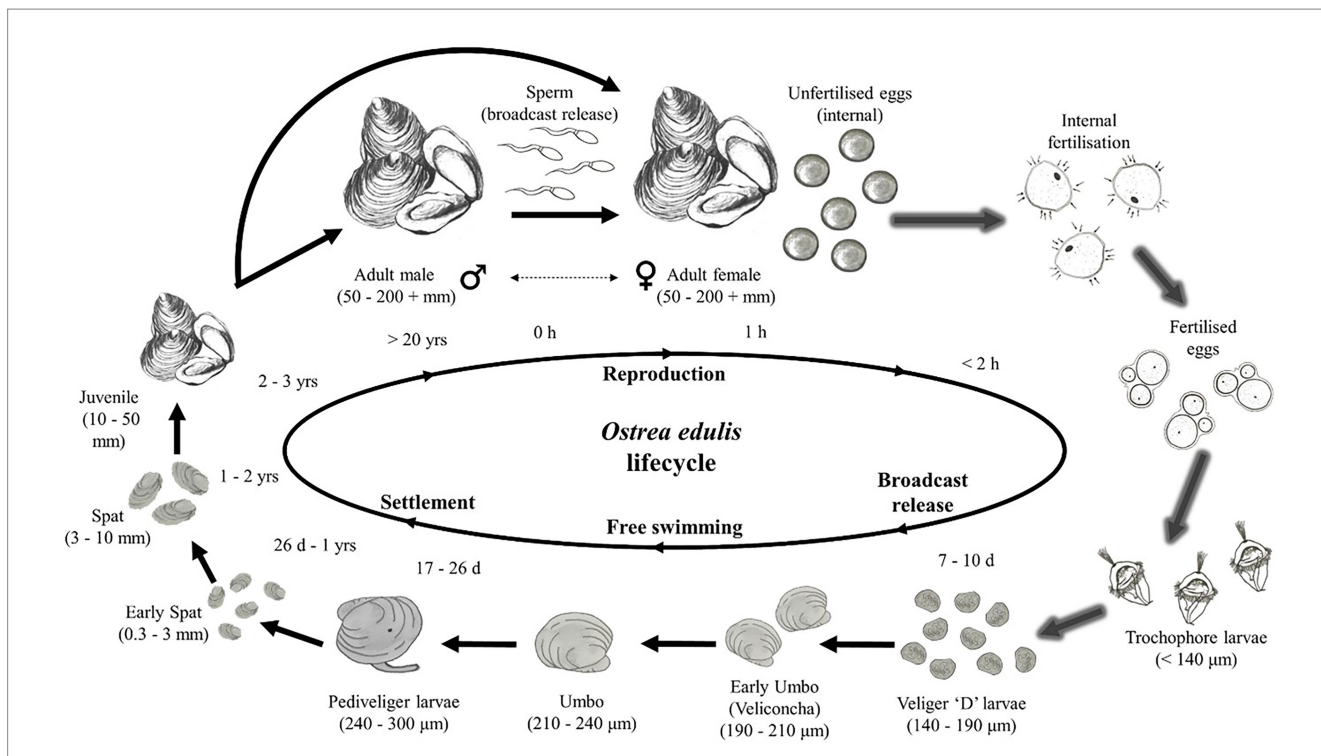 Sperm
(broadcast release)
Unfertilised eggs
(internal)
Internal
fertilisation
Adult male
(50 - 200 + mm)
♂
♀
Adult female
(50 - 200 + mm)
Fertilised
eggs
> 20 yrs
0 h
1 h
< 2 h
Reproduction
2 - 3 yrs
Juvenile
(10 - 50
mm)
Ostrea edulis
lifecycle
1 - 2 yrs
Spat
(3 - 10 mm)
Settlement
Broadcast
release
Free swimming
26 d - 1 yrs
17 - 26 d
7 - 10 d
Early Spat
(0.3 - 3 mm)
Trochophore larvae
(< 140 μm)
Pediveliger larvae
(240 - 300 μm)
Umbo
(210 - 240 μm)
Early Umbo
(Veliconcha)
(190 - 210 μm)
Veliger ‘D’ larvae
(140 - 190 μm)